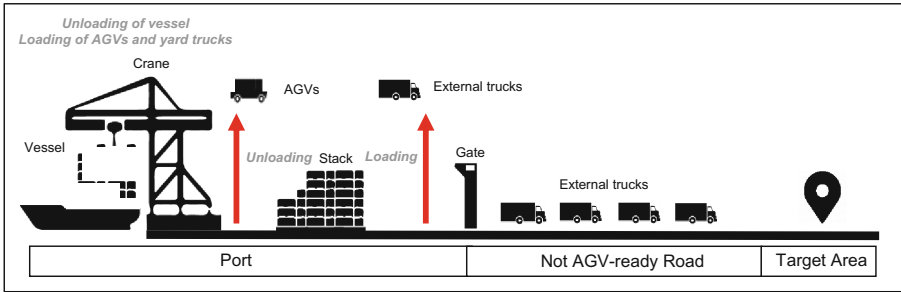 Unloading of vessel
Loading of AGVs and yard trucks
Crane
AGVs
External trucks
Vessel
Unloading
Stack
Loading
Gate
External trucks
Port
Not AGV-ready Road
Target Area